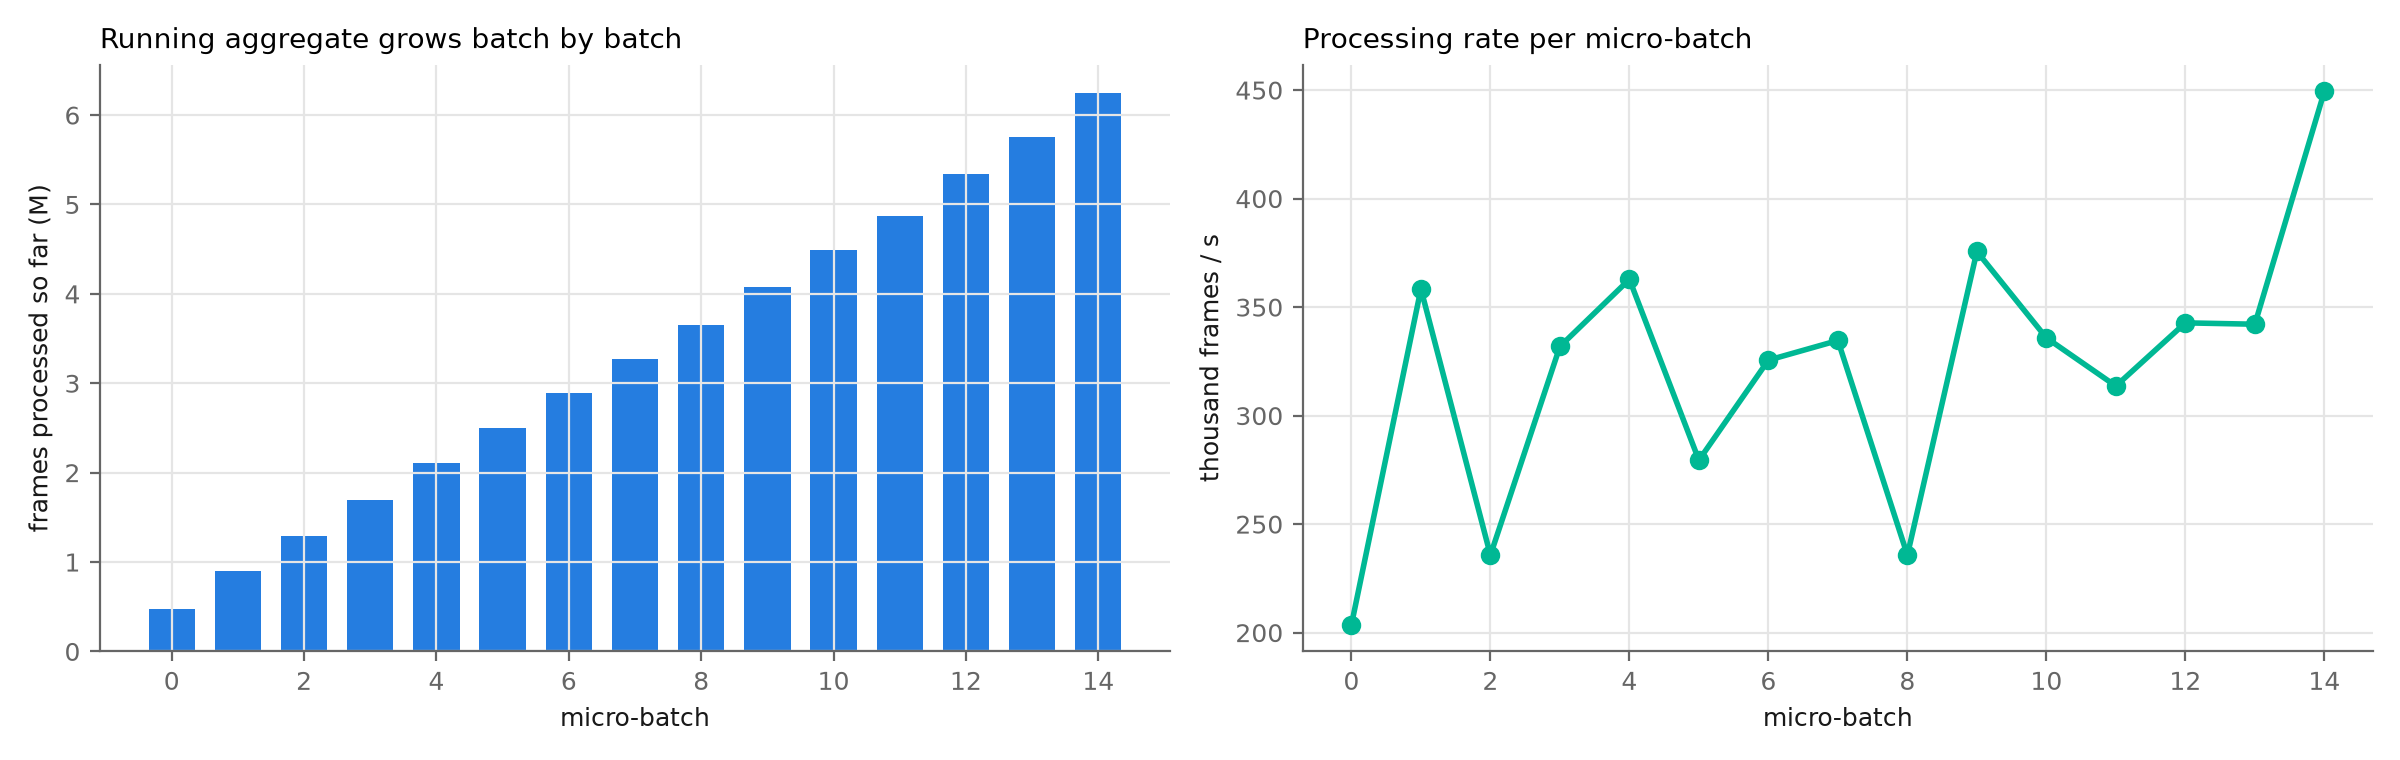 Running aggregate grows batch by batch
frames processed so far (M)
6
5
4
3
2
1
0
0 2 4 6 8 10 12 14
micro-batch
Processing rate per micro-batch
thousand frames / s
450
400
350
300
250
200
0 2 4 6 8 10 12 14
micro-batch